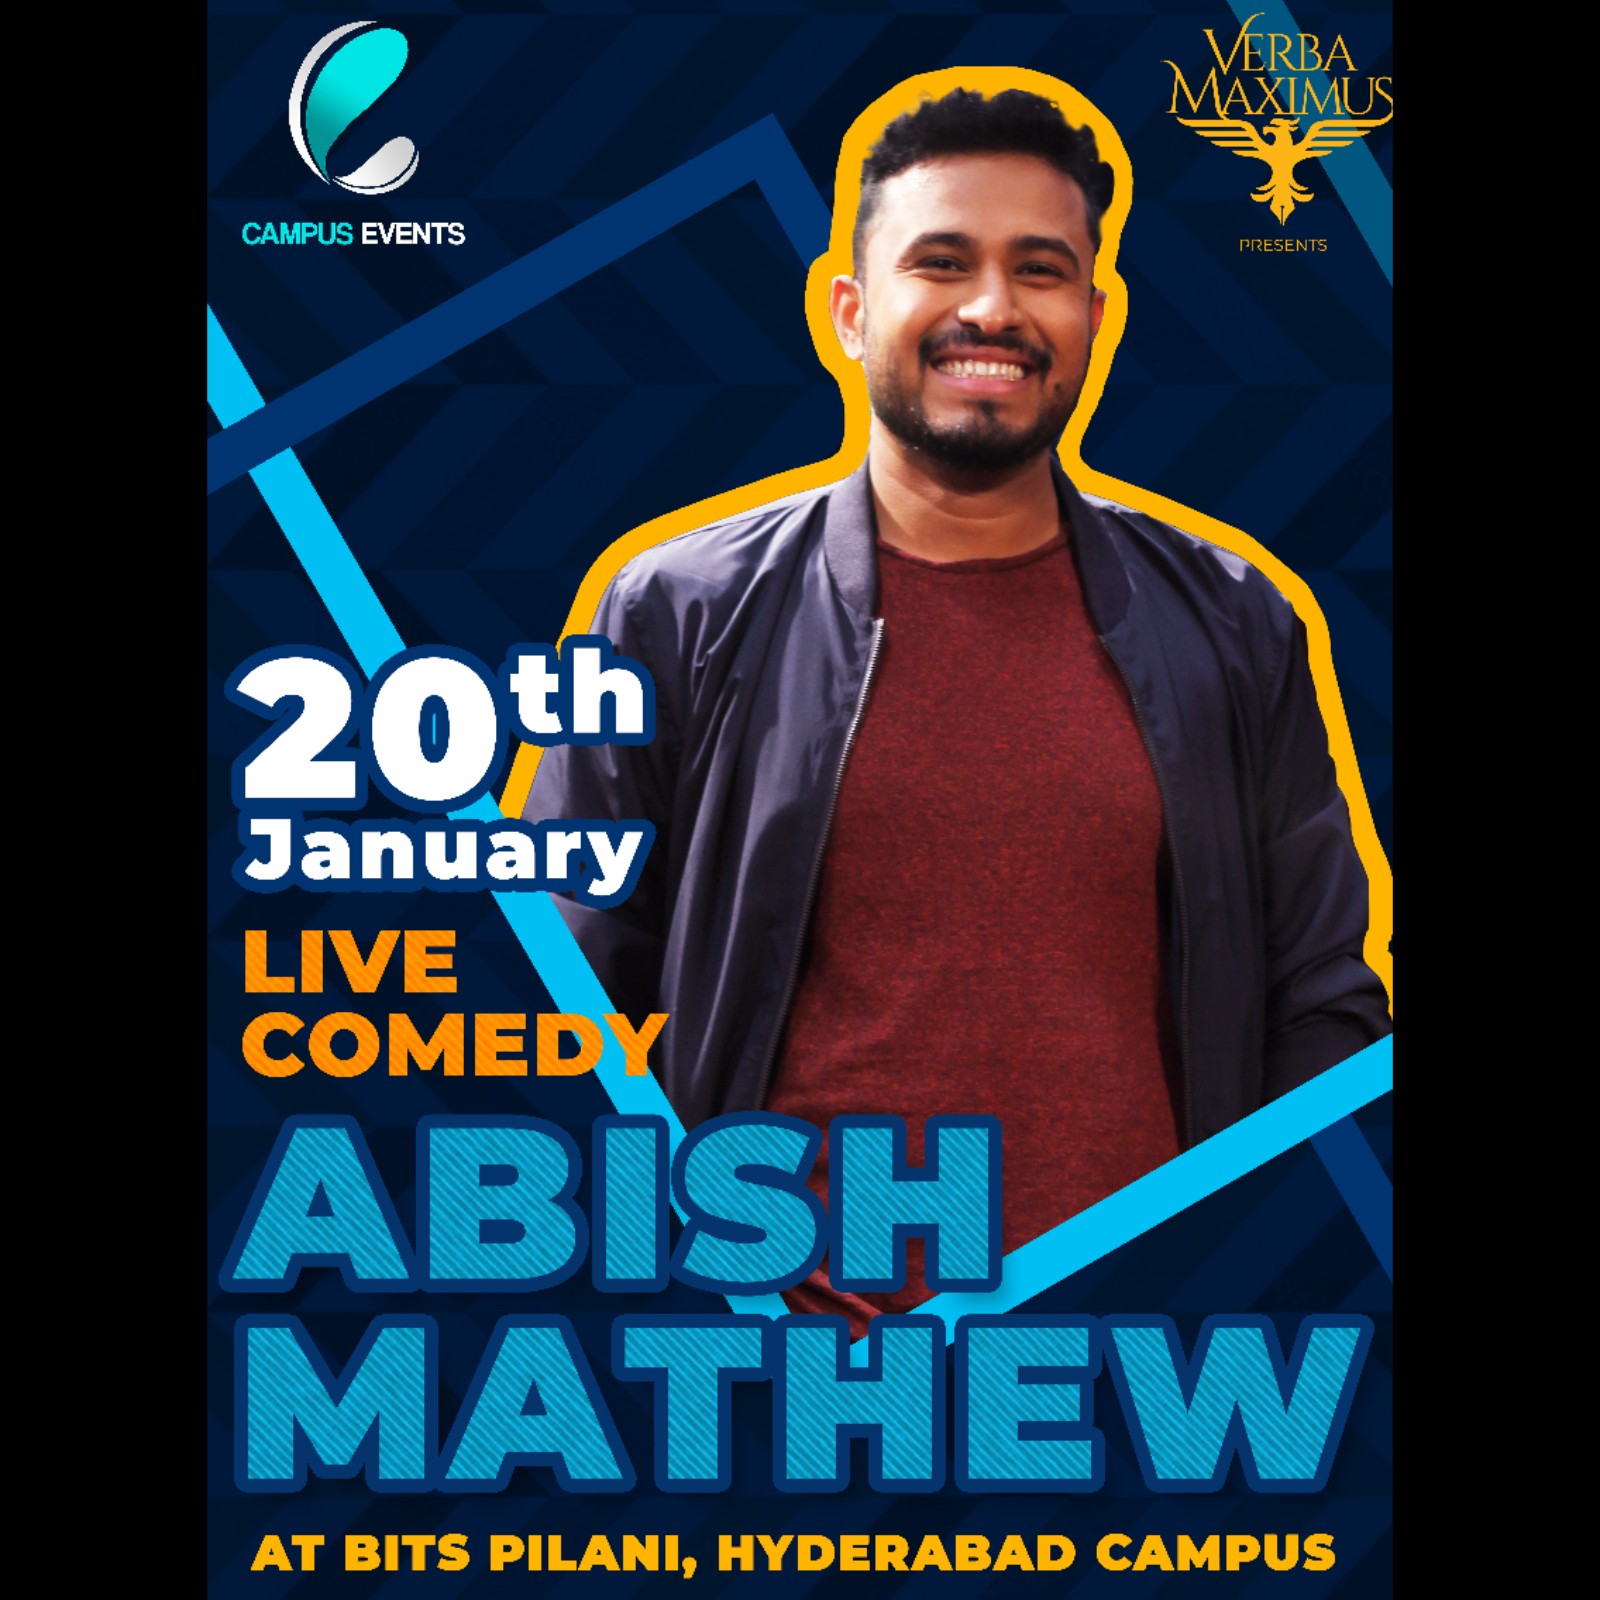 CAMPUS EVENTS
VERBA
MAXIMUS
PRESENTS
20th
January
LIVE
COMEDY
ABISH
MATHEW
AT BITS PILANI, HYDERABAD CAMPUS